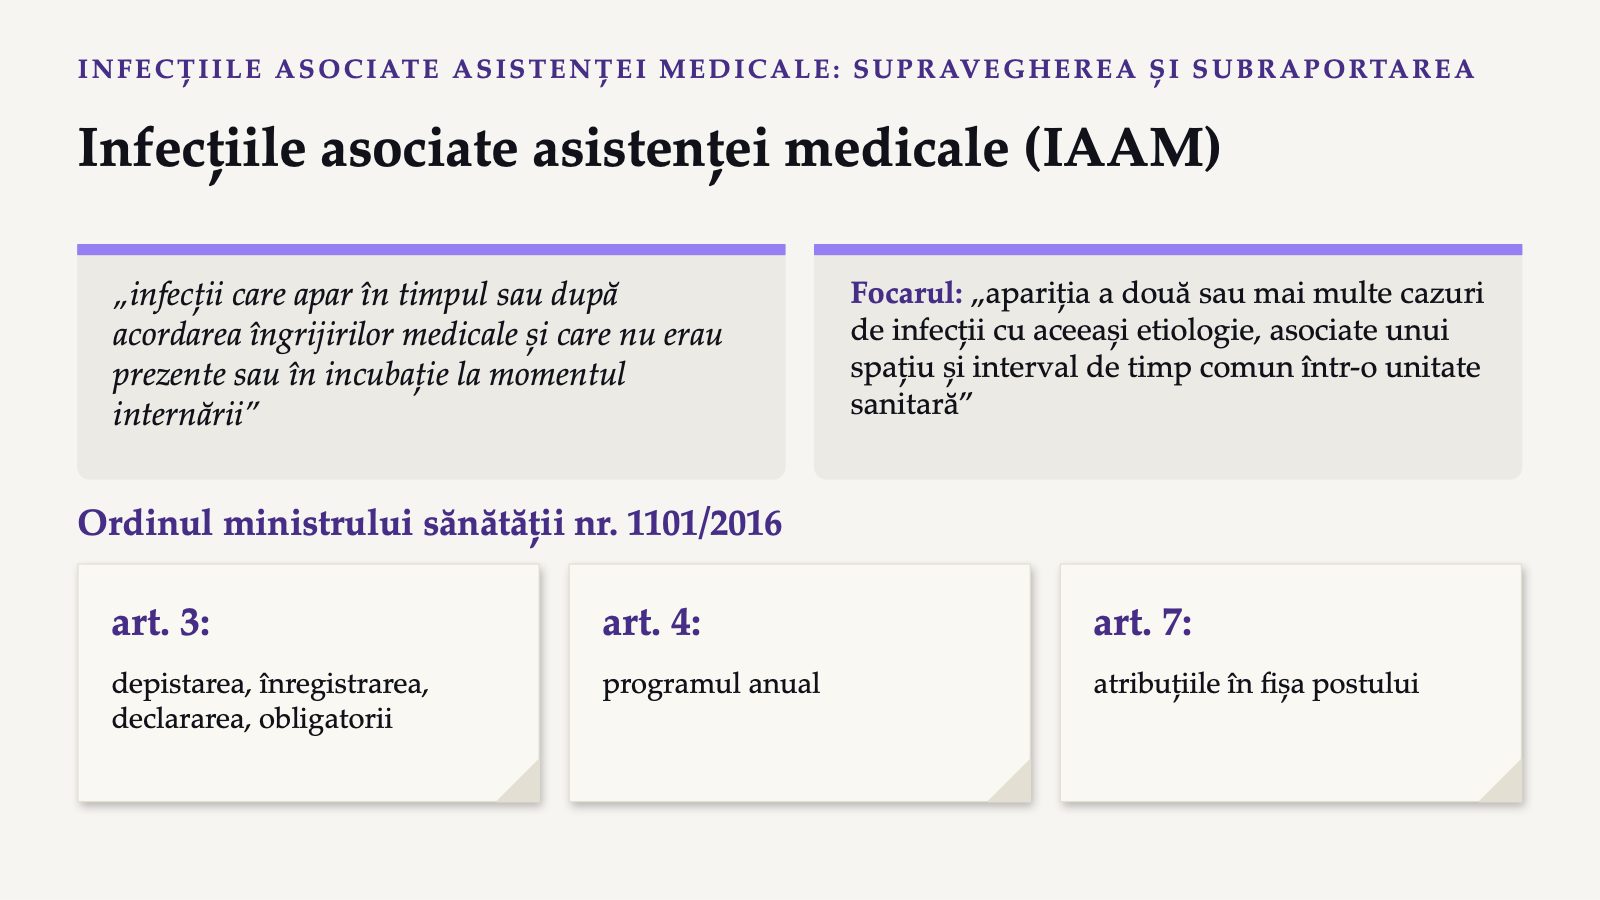 INFECȚIILE ASOCIATE ASISTENȚEI MEDICALE: SUPRAVEGHEREA ȘI SUBRAPORTAREA
Infecțiile asociate asistenței medicale (IAAM)
„infecții care apar în timpul sau după
acordarea îngrijirilor medicale și care nu erau
prezente sau în incubație la momentul
internării”
Focarul: „apariția a două sau mai multe cazuri
de infecții cu aceeași etiologie, asociate unui
spațiu și interval de timp comun într-o unitate
sanitară”
Ordinul ministrului sănătății nr. 1101/2016
art. 3:
depistarea, înregistrarea,
declararea, obligatorii
art. 4:
programul anual
art. 7:
atribuțiile în fișa postului